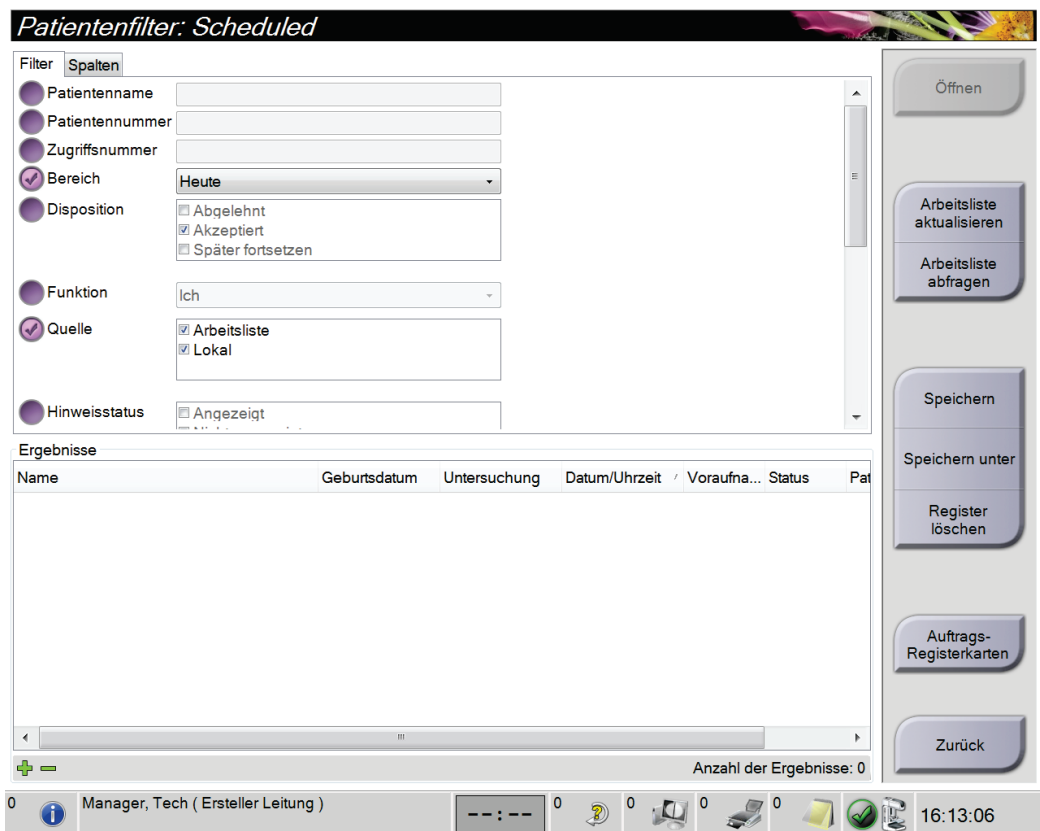 Patientenfilter: Scheduled
Filter Spalten
Patientenname
Patientennummer
Zugriffsnummer
Bereich Heute
Disposition Abgelehnt
Akzeptiert
Später fortsetzen
Funktion Ich
Quelle Arbeitsliste
Lokal
Hinweisstatus Angezeigt
Ergebnisse
Name Geburtsdatum Untersuchung Datum/Uhrzeit Voraufna... Status Pat
Anzahl der Ergebnisse: 0
Öffnen
Arbeitsliste
aktualisieren
Arbeitsliste
abfragen
Speichern
Speichern unter
Register
löschen
Auftrags-
Registerkarten
Zurück
0 Manager, Tech ( Ersteller Leitung ) --:-- 0 0 0 0 16:13:06